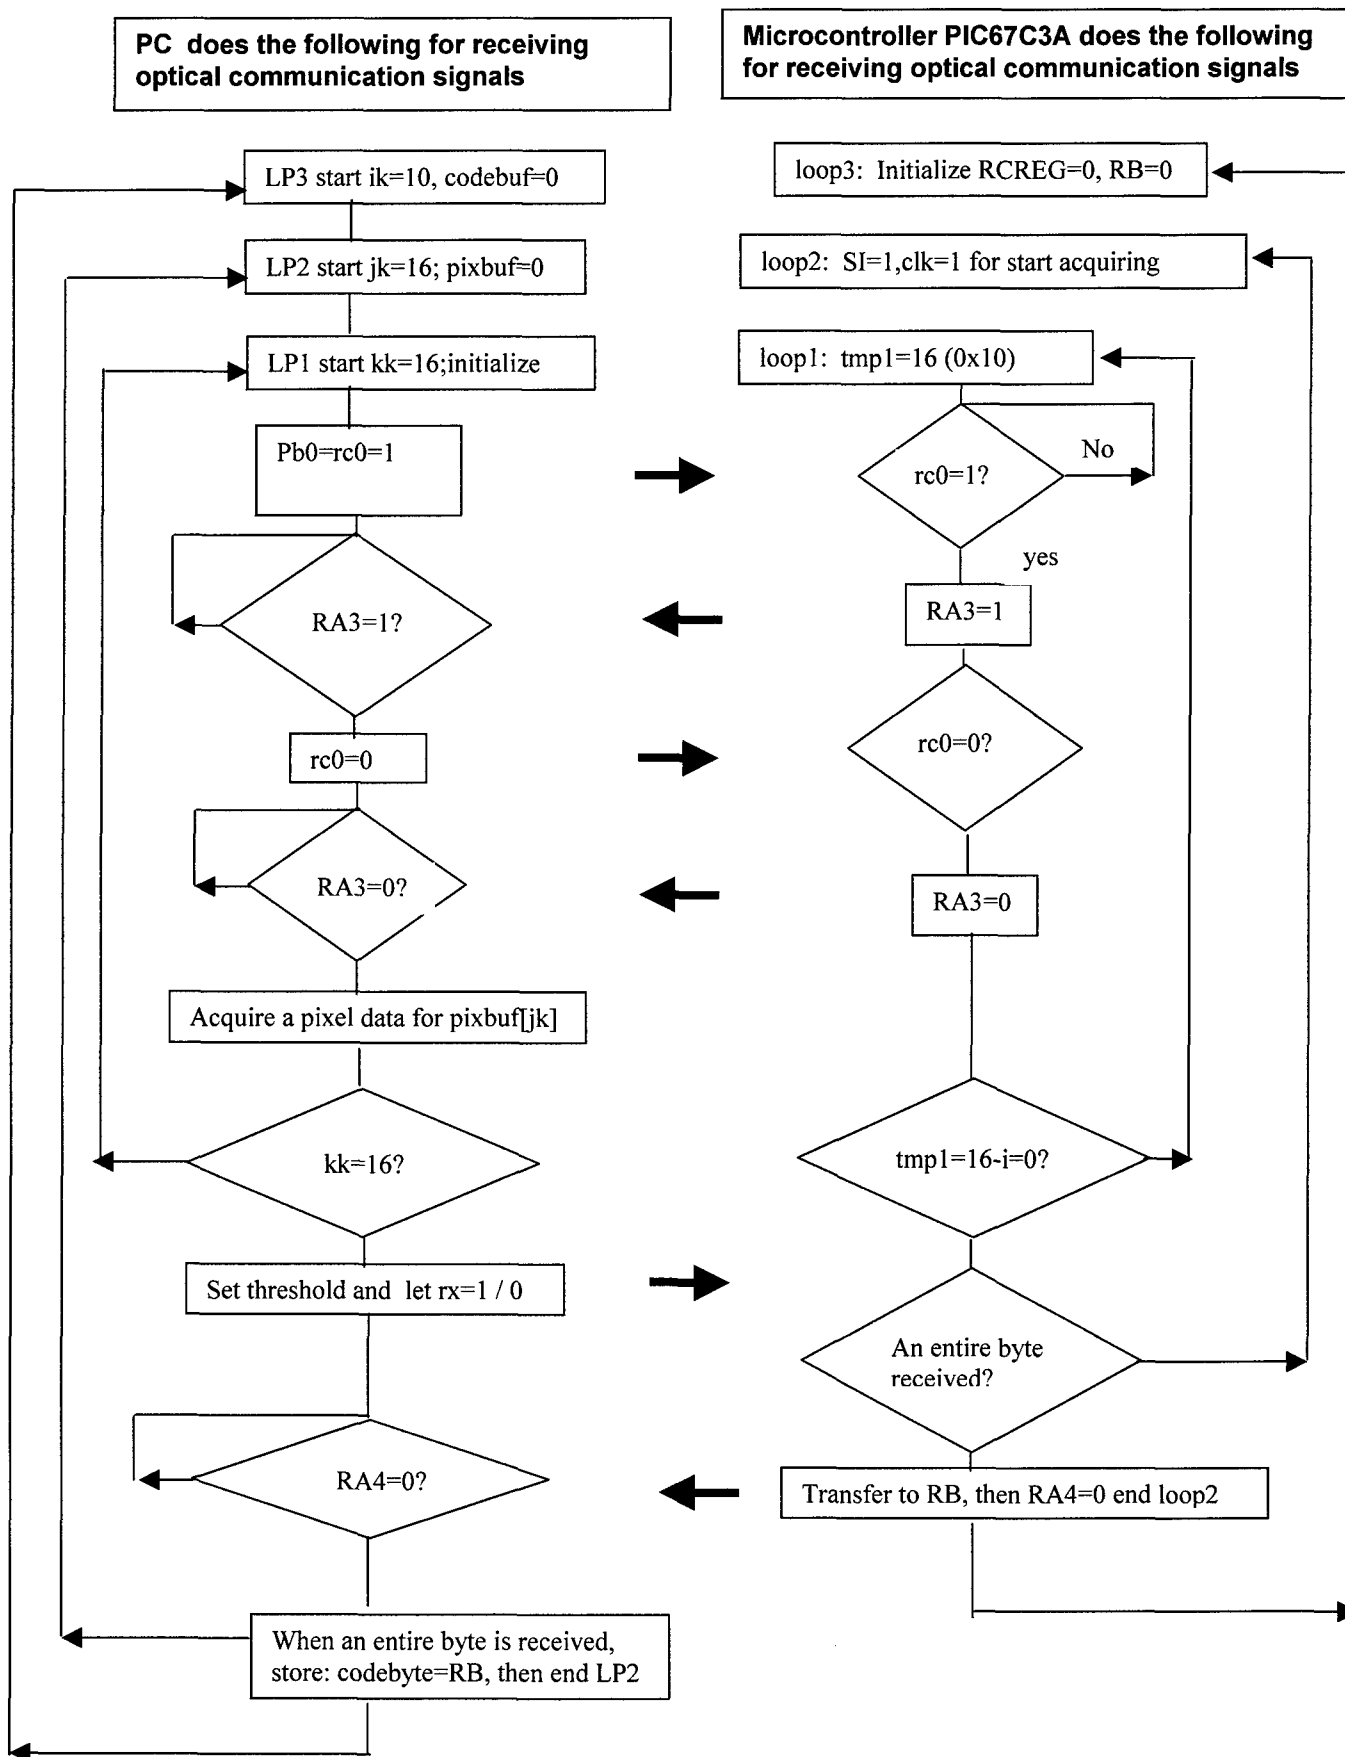 PC does the following for receiving
optical communication signals
LP3 start ik=10, codebuf=0
LP2 start jk=16; pixbuf=0
LP1 start kk=16;initialize
Pb0=rc0=1
RA3=1?
rc0=0
RA3=0?
Acquire a pixel data for pixbuf[jk]
kk=16?
Set threshold and let rx=1 / 0
RA4=0?
When an entire byte is received,
store: codebyte=RB, then end LP2
Microcontroller PIC67C3A does the following
for receiving optical communication signals
loop3: Initialize RCREG=0, RB=0
loop2: SI=1,clk=1 for start acquiring
loop1: tmp1=16 (0x10)
No
rc0=1?
yes
RA3=1
rc0=0?
RA3=0
tmp1=16-i=0?
An entire byte
received?
Transfer to RB, then RA4=0 end loop2